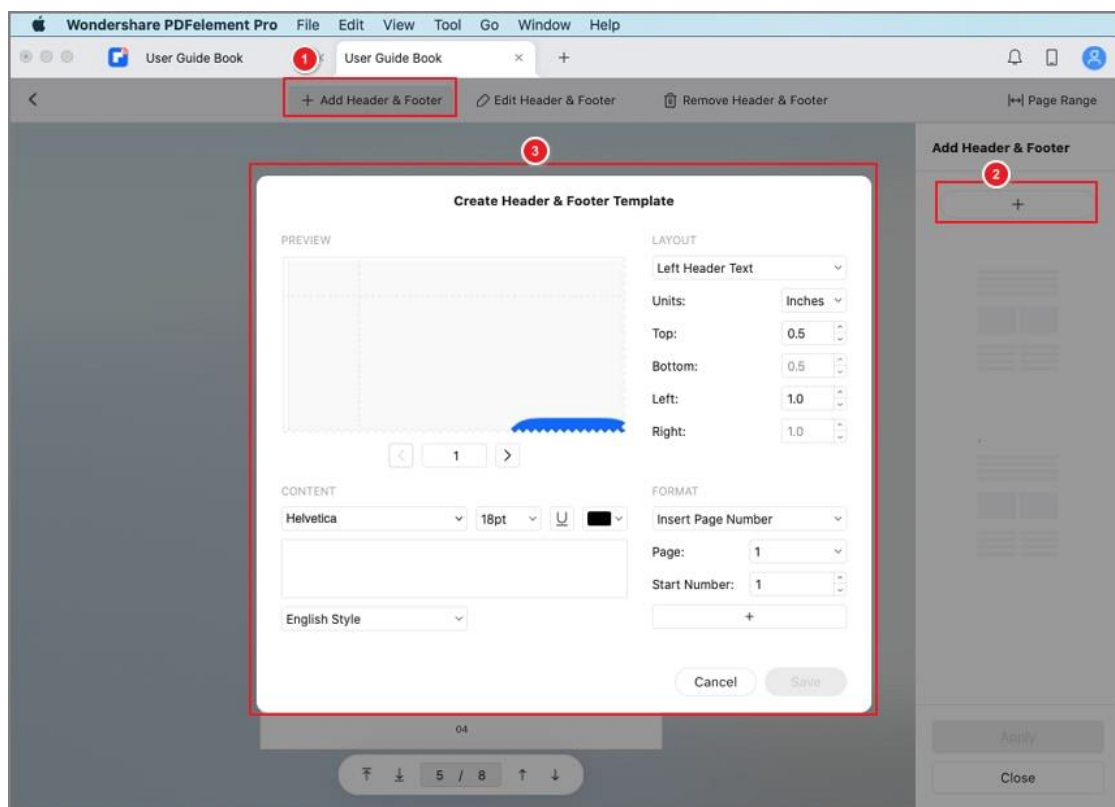 Wondershare PDFelement Pro File Edit View Tool Go Window Help
User Guide Book User Guide Book
1
+ Add Header & Footer Edit Header & Footer Remove Header & Footer Page Range
3
Add Header & Footer
2
+
Create Header & Footer Template
PREVIEW
LAYOUT
Left Header Text
Units: Inches
Top: 0.5
Bottom: 0.5
Left: 1.0
Right: 1.0
1
CONTENT
FORMAT
Helvetica 18pt U
Insert Page Number
Page: 1
Start Number: 1
English Style
+
Cancel Save
04
5 / 8
Apply
Close